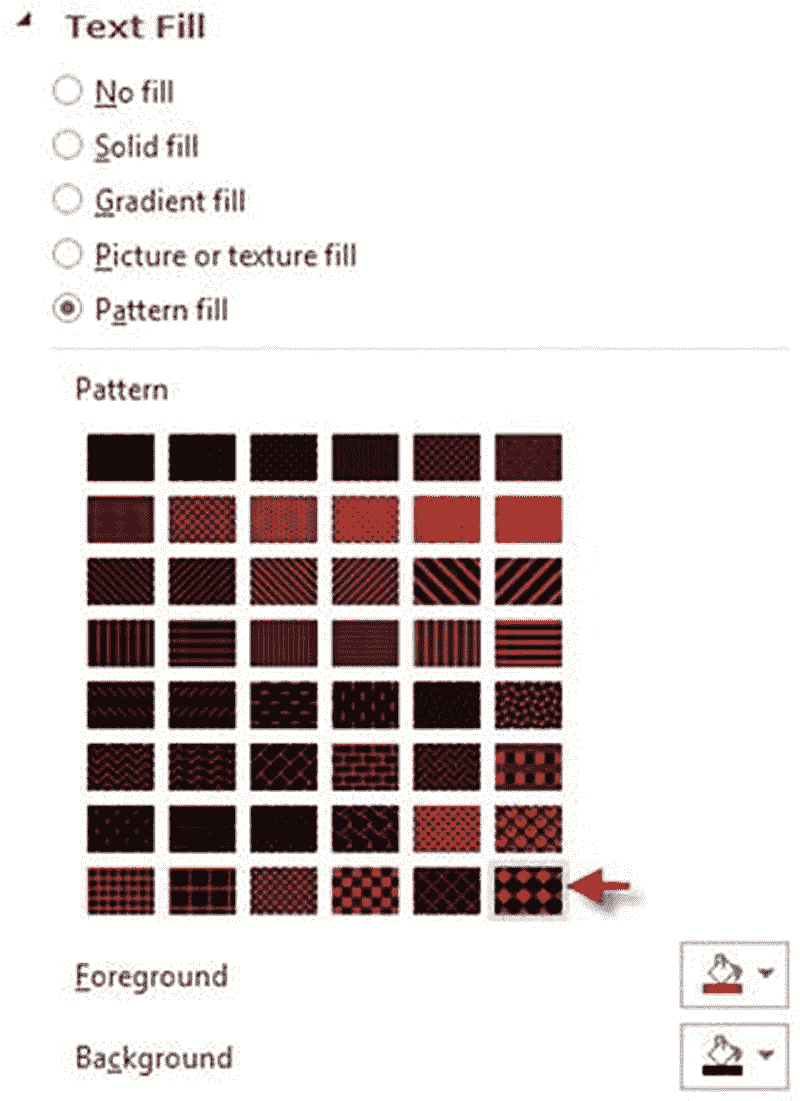 Text Fill
No fill
Solid fill
Gradient fill
Picture or texture fill
Pattern fill
Pattern
Foreground
Background